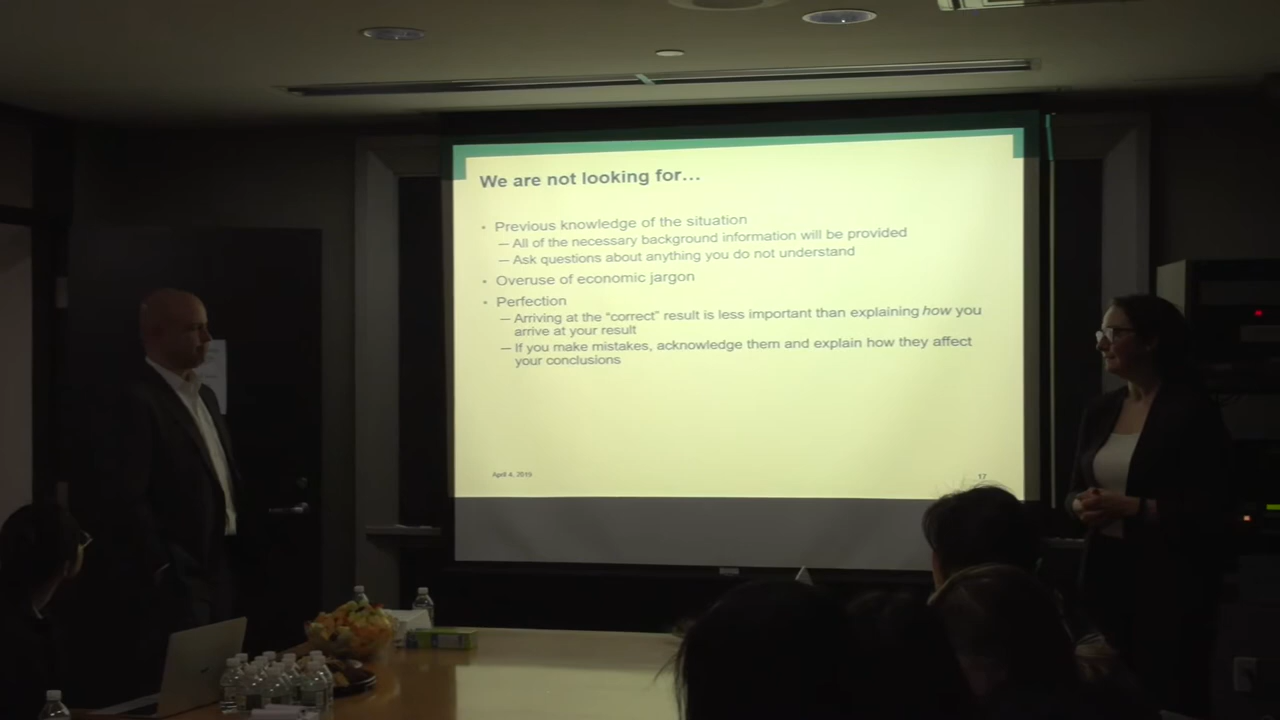 We are not looking for…
• Previous knowledge of the situation
— All of the necessary background information will be provided
— Ask questions about anything you do not understand
• Overuse of economic jargon
• Perfection
— Arriving at the “correct” result is less important than explaining how you
arrive at your result
— If you make mistakes, acknowledge them and explain how they affect
your conclusions
April 4, 2019
17